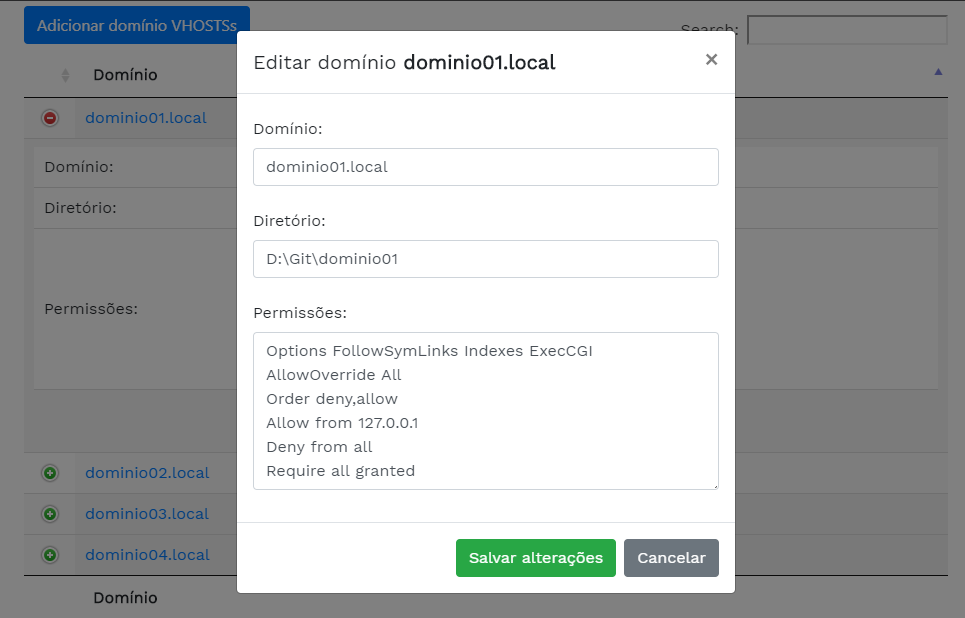 Adicionar domínio VHOSTSs
Search:
Editar domínio dominio01.local
×
Domínio
dominio01.local
Domínio:
Diretório:
Permissões:
Domínio:
dominio01.local
Diretório:
D:\Git\dominio01
Permissões:
Options FollowSymLinks Indexes ExecCGI
AllowOverride All
Order deny,allow
Allow from 127.0.0.1
Deny from all
Require all granted
dominio02.local
dominio03.local
dominio04.local
Salvar alterações
Cancelar
Domínio